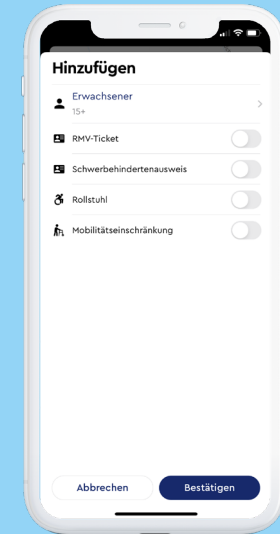 Hinzufügen
Erwachsener
15+
RMV-Ticket
Schwerbehindertenausweis
Rollstuhl
Mobilitätseinschränkung
Abbrechen
Bestätigen